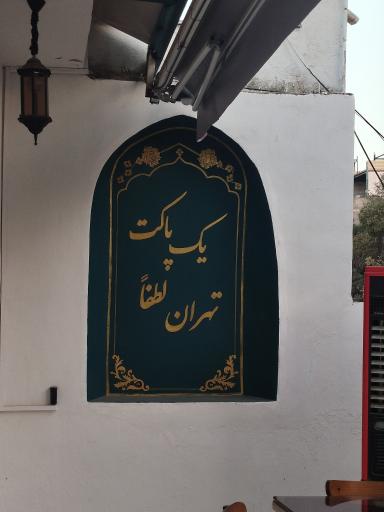 یک پاکت
تهران لطفاً